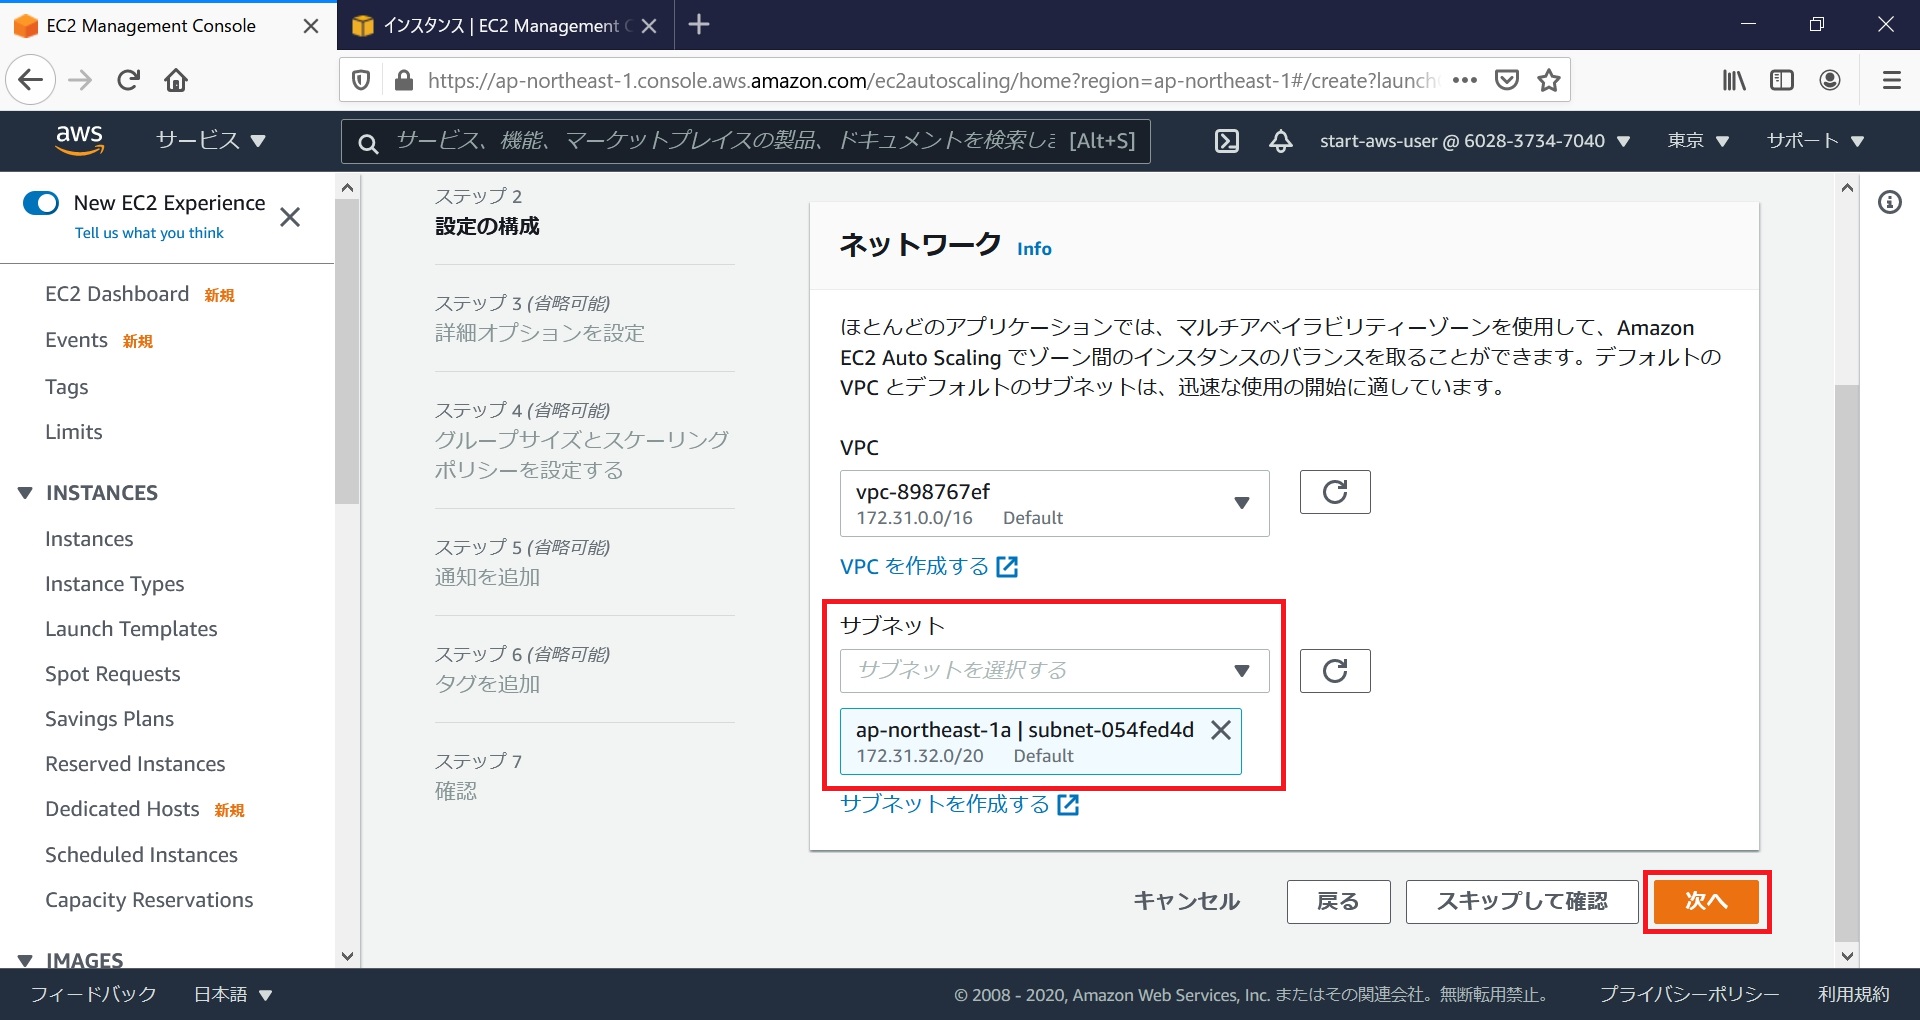 EC2 Management Console
インスタンス | EC2 Management C
https://ap-northeast-1.console.aws.amazon.com/ec2autoscaling/home?region=ap-northeast-1#/create?launch
aws
サービス
サービス、機能、マーケットプレイスの製品、ドキュメントを検索しま [Alt+S]
start-aws-user @ 6028-3734-7040
東京
サポート
New EC2 Experience
Tell us what you think
EC2 Dashboard 新規
Events 新規
Tags
Limits
INSTANCES
Instances
Instance Types
Launch Templates
Spot Requests
Savings Plans
Reserved Instances
Dedicated Hosts 新規
Scheduled Instances
Capacity Reservations
IMAGES
ステップ 2
設定の構成
ステップ 3 (省略可能)
詳細オプションを設定
ステップ 4 (省略可能)
グループサイズとスケーリング
ポリシーを設定する
ステップ 5 (省略可能)
通知を追加
ステップ 6 (省略可能)
タグを追加
ステップ 7
確認
ネットワーク Info
ほとんどのアプリケーションでは、マルチアベイラビリティーゾーンを使用して、Amazon
EC2 Auto Scaling でゾーン間のインスタンスのバランスを取ることができます。デフォルトの
VPC とデフォルトのサブネットは、迅速な使用の開始に適しています。
VPC
vpc-898767ef
172.31.0.0/16 Default
VPC を作成する
サブネット
サブネットを選択する
ap-northeast-1a | subnet-054fed4d
172.31.32.0/20 Default
サブネットを作成する
キャンセル
戻る
スキップして確認
次へ
フィードバック
日本語
© 2008 - 2020, Amazon Web Services, Inc. またはその関連会社。無断転用禁止。
プライバシーポリシー
利用規約